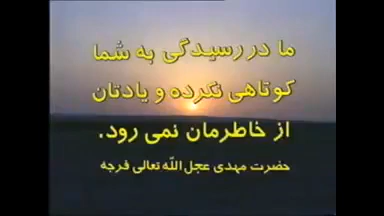 ما در رسیدگی به شما
کوتاهی نکرده و یادتان
از خاطرمان نمی رود.
حضرت مهدی عجل الله تعالی فرجه